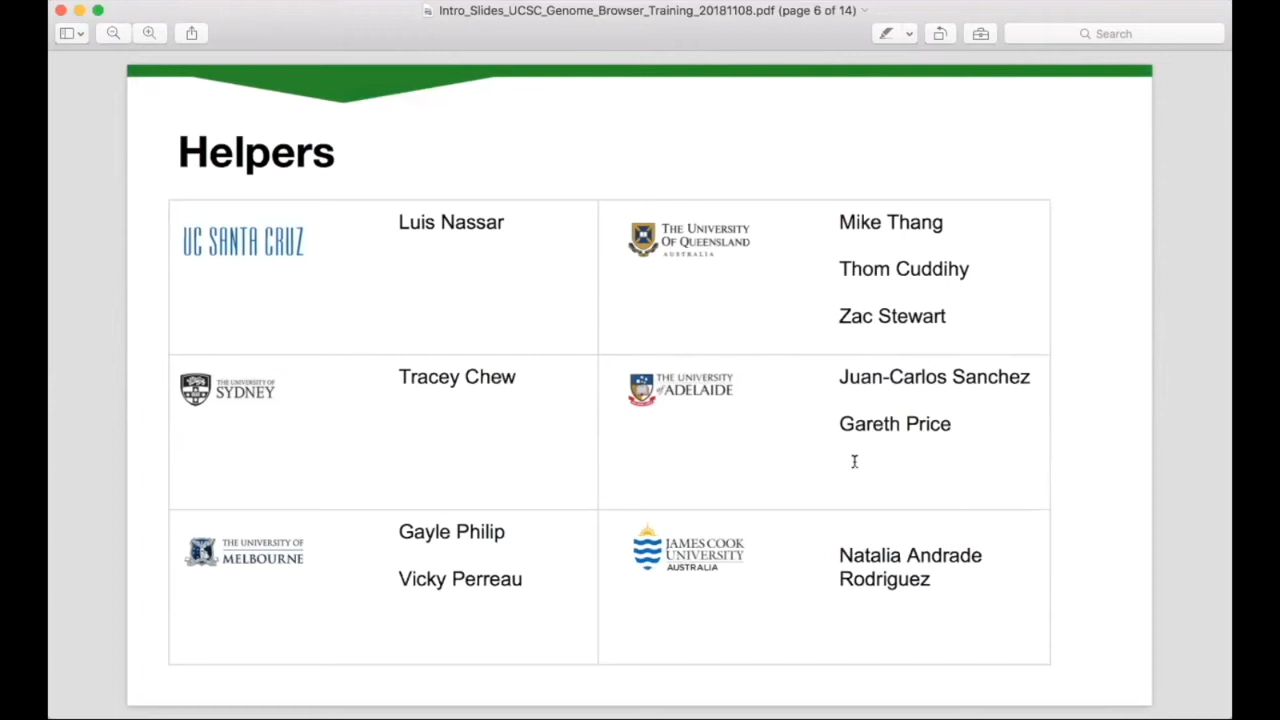 Intro_Slides_UCSC_Genome_Browser_Training_20181108.pdf (page 6 of 14)
Search
Helpers
UC SANTA CRUZ
Luis Nassar
THE UNIVERSITY
OF QUEENSLAND
AUSTRALIA
Mike Thang
Thom Cuddihy
Zac Stewart
THE UNIVERSITY OF
SYDNEY
Tracey Chew
THE UNIVERSITY
of ADELAIDE
Juan-Carlos Sanchez
Gareth Price
THE UNIVERSITY OF
MELBOURNE
Gayle Philip
Vicky Perreau
JAMES COOK
UNIVERSITY
AUSTRALIA
Natalia Andrade
Rodriguez